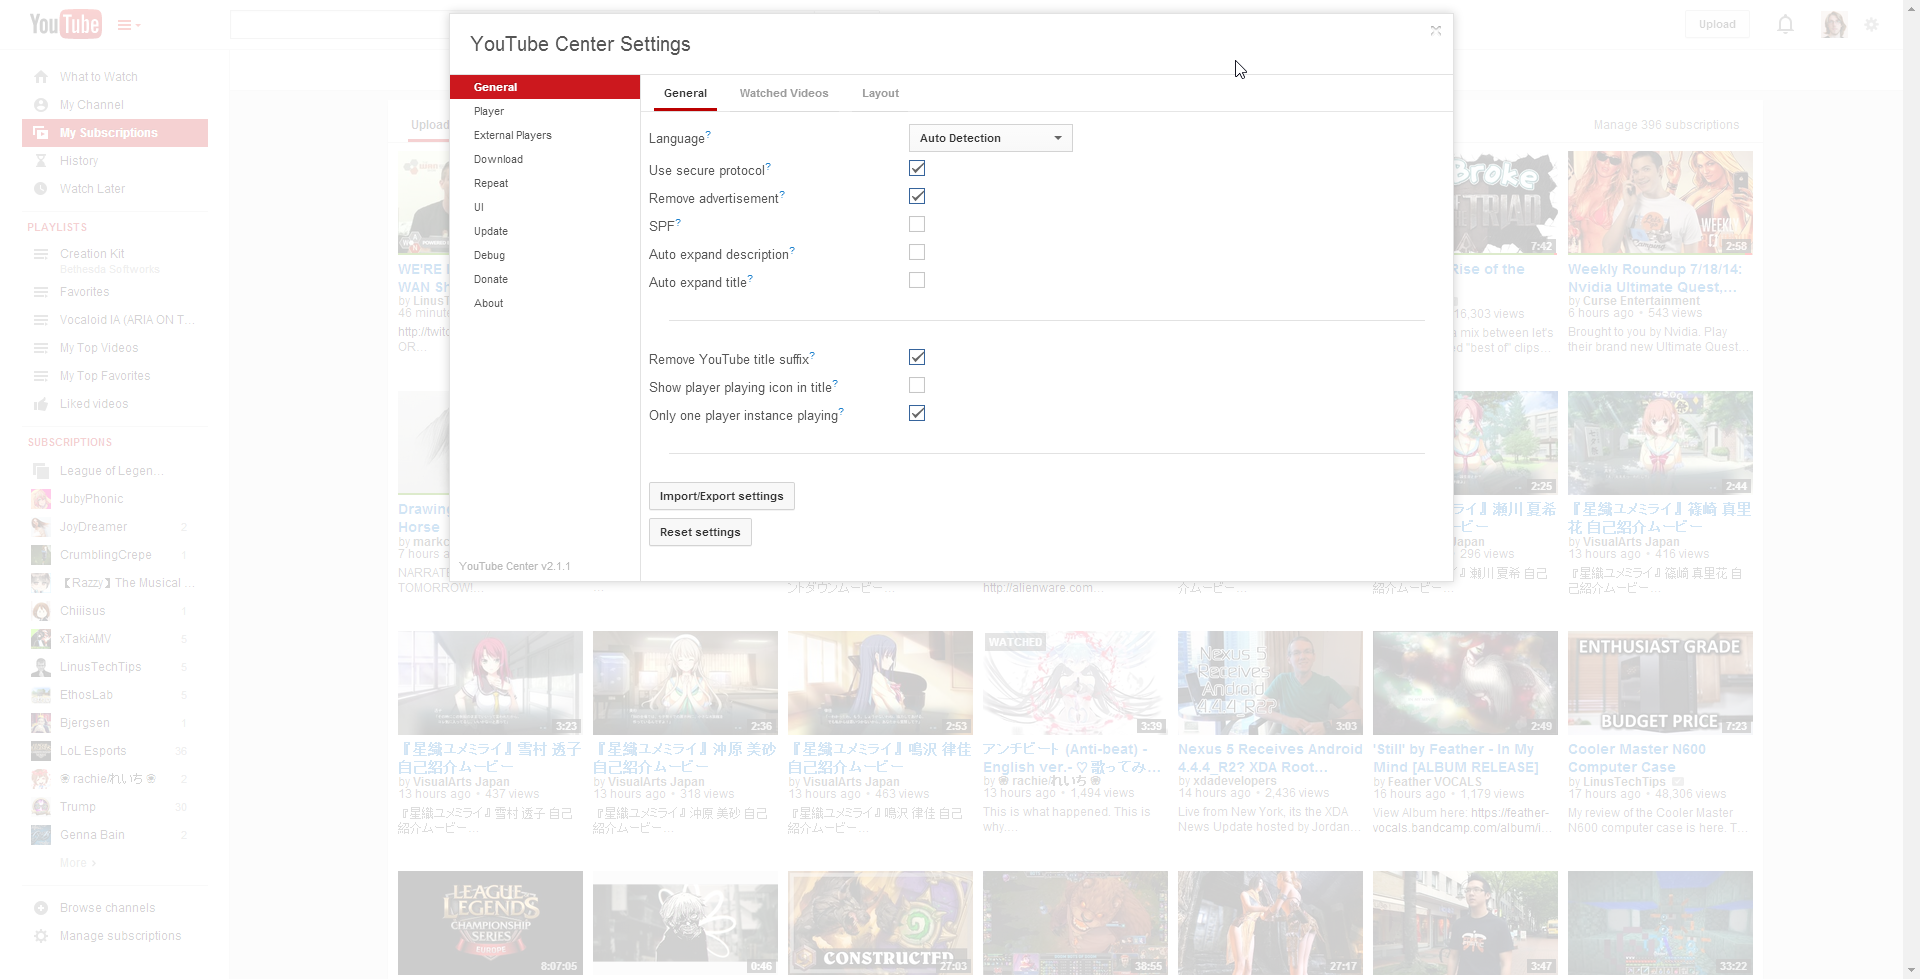 YouTube
Upload
YouTube Center Settings
What to Watch
My Channel
My Subscriptions
History
Watch Later
PLAYLISTS
Creation Kit
Bethesda Softworks
Favorites
Vocaloid IA (ARIA ON T...
My Top Videos
My Top Favorites
Liked videos
SUBSCRIPTIONS
League of Legen...
JubyPhonic
JoyDreamer 2
CrumblingCrepe 1
【Razzy】The Musical ...
Chiiisus 1
xTakiAMV 5
LinusTechTips 5
EthosLab 5
Bjergsen 1
LoL Esports 36
❀ rachie/れいち ❀ 2
Trump 30
Genna Bain 2
More
Browse channels
Manage subscriptions
General
Player
External Players
Download
Repeat
UI
Update
Debug
Donate
About
YouTube Center v2.1.1
General Watched Videos Layout
Language? Auto Detection
Use secure protocol?
Remove advertisement?
SPF?
Auto expand description?
Auto expand title?
Remove YouTube title suffix?
Show player playing icon in title?
Only one player instance playing?
Import/Export settings
Reset settings
Upload
Manage 396 subscriptions
WE'RE
WAN Sh
by LinusT
46 minute
http://twitc
OR...
Broke
7:42
Rise of the
16,303 views
a mix between let's
d "best of" clips...
WEEKLY
2:58
Weekly Roundup 7/18/14:
Nvidia Ultimate Quest,...
by Curse Entertainment
6 hours ago • 543 views
Brought to you by Nvidia. Play
their brand new Ultimate Quest...
Drawing
Horse
by markc
7 hours a
NARRATE
TOMORROW!...
...
ントダウンムービー...
http://alienware.com...
介ムービー...
2:25
ライ』瀬川 夏希
Japan
296 views
』瀬川 夏希 自己
紹介ムービー...
2:44
『星織ユメミライ』篠崎 真里
花 自己紹介ムービー
by VisualArts Japan
13 hours ago • 416 views
『星織ユメミライ』篠崎 真里花 自
己紹介ムービー...
3:23
『星織ユメミライ』雪村 透子
自己紹介ムービー
by VisualArts Japan
13 hours ago • 437 views
『星織ユメミライ』雪村 透子 自己
紹介ムービー...
2:36
『星織ユメミライ』沖原 美砂
自己紹介ムービー
by VisualArts Japan
13 hours ago • 318 views
『星織ユメミライ』沖原 美砂 自己
紹介ムービー...
2:53
『星織ユメミライ』鳴沢 律佳
自己紹介ムービー
by VisualArts Japan
13 hours ago • 463 views
『星織ユメミライ』鳴沢 律佳 自己
紹介ムービー...
WATCHED
3:39
アンチビート (Anti-beat) -
English ver.- ♡ 歌ってみ...
by ❀ rachie/れいち ❀
13 hours ago • 1,494 views
This is what happened. This is
why....
Nexus 5
Receives
Android
4.4.4_R2?
3:03
Nexus 5 Receives Android
4.4.4_R2? XDA Root...
by xdadevelopers
14 hours ago • 2,436 views
Live from New York, its the XDA
News Update hosted by Jordan...
2:49
'Still' by Feather - In My
Mind [ALBUM RELEASE]
by Feather VOCALS
16 hours ago • 1,179 views
View Album here: https://feather-
vocals.bandcamp.com/album/i...
ENTHUSIAST GRADE
BUDGET PRICE
7:23
Cooler Master N600
Computer Case
by LinusTechTips
17 hours ago • 48,306 views
My review of the Cooler Master
N600 computer case is here. T...
LEAGUE
LEGENDS
CHAMPIONSHIP
SERIES
EUROPE
8:07:05
0:46
CONSTRUCTED
27:03
38:55
27:17
3:47
33:22